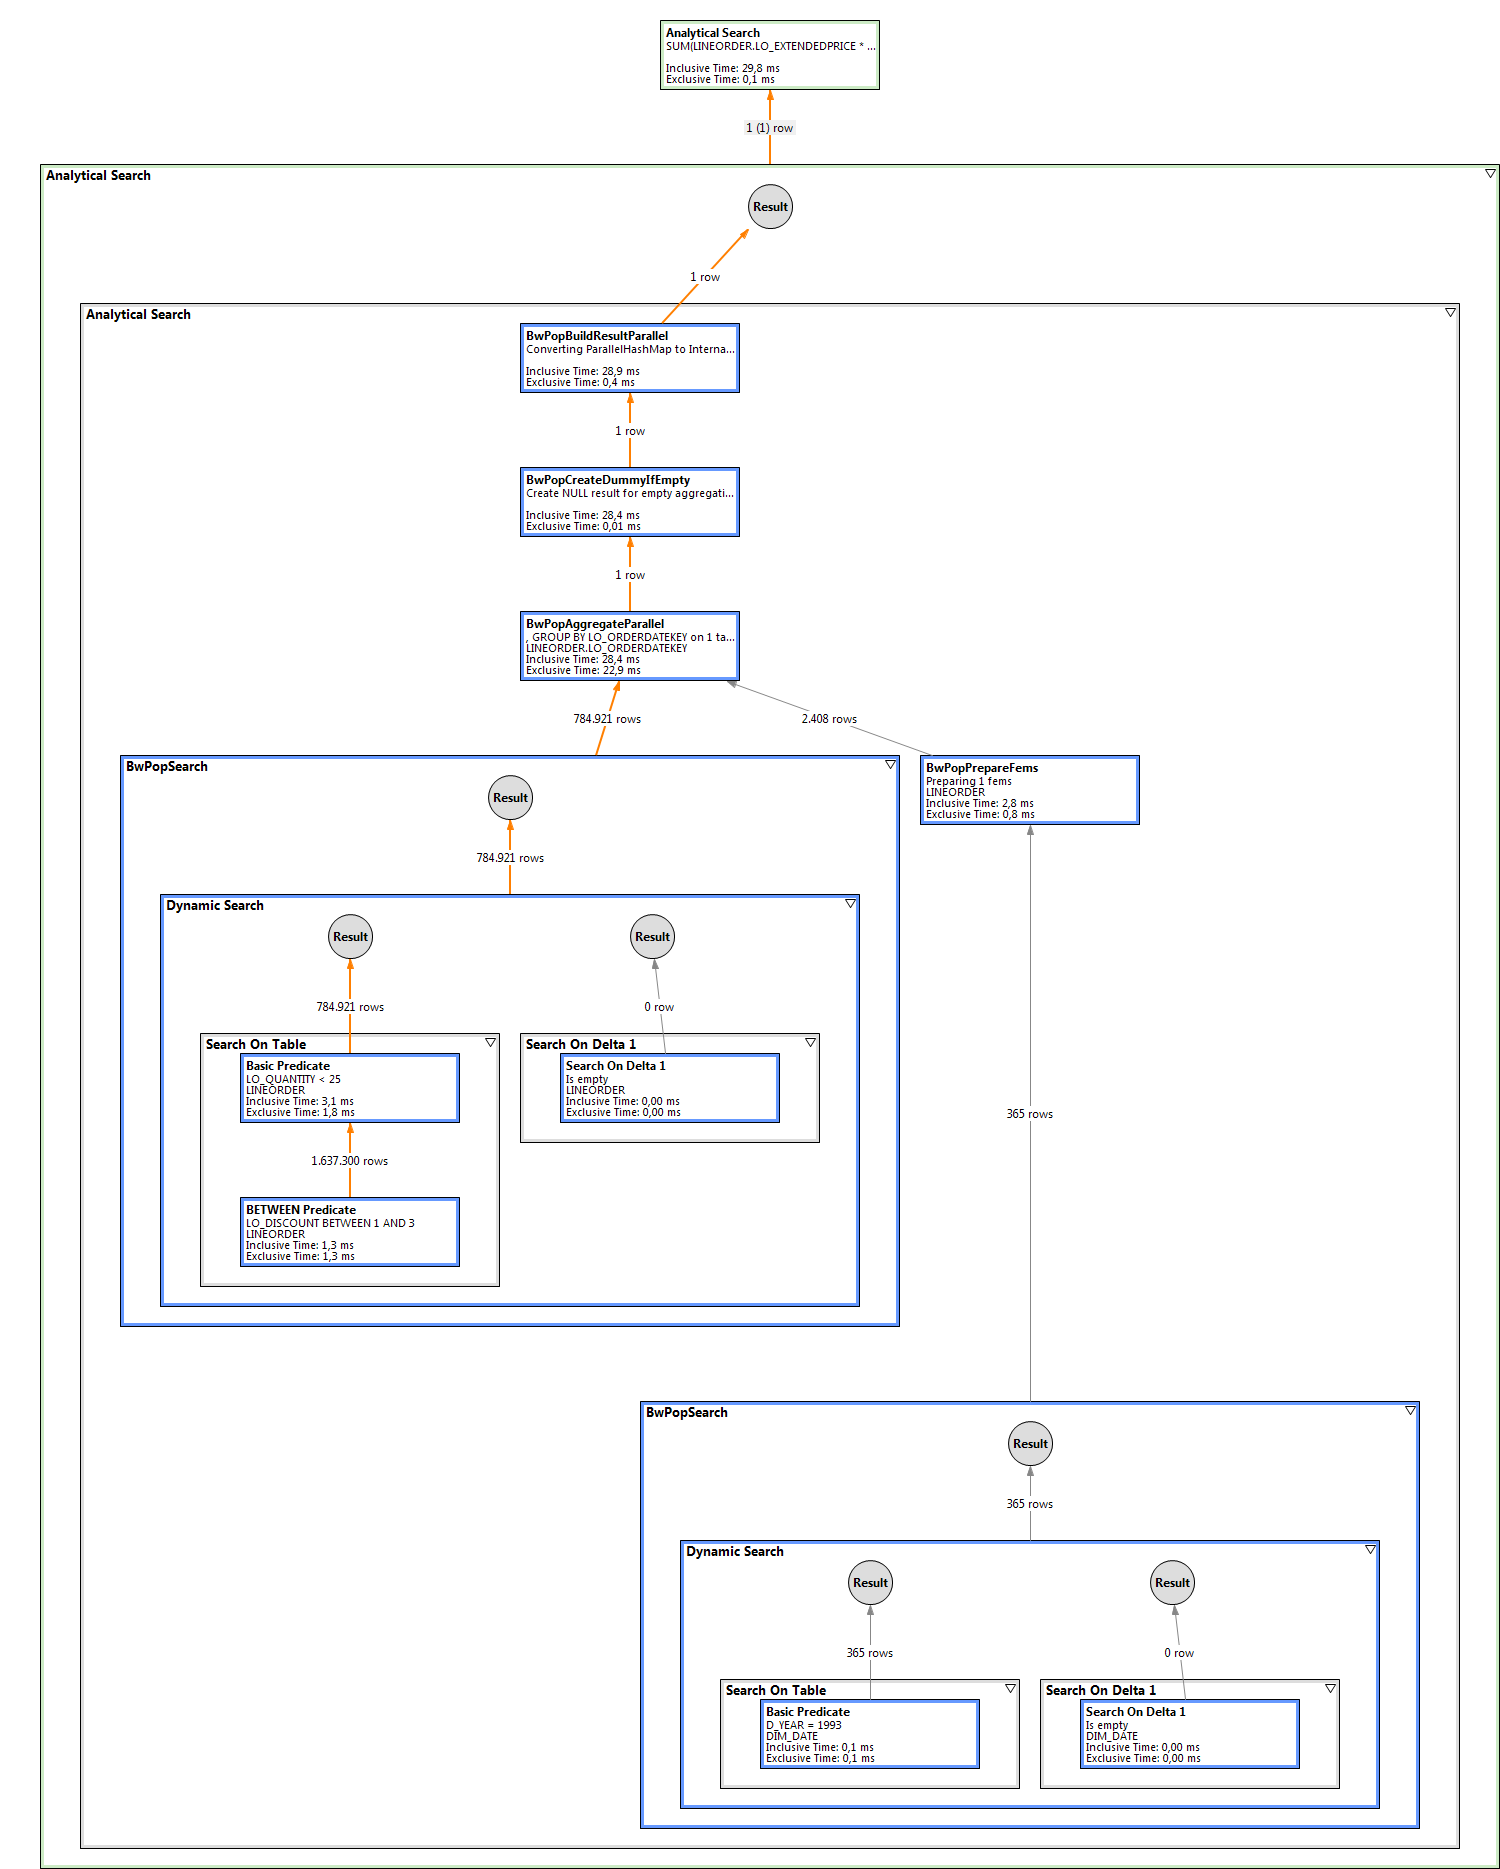 Analytical Search
SUM(LINEORDER.LO_EXTENDEDPRICE * ...
Inclusive Time: 29,8 ms
Exclusive Time: 0,1 ms
1 (1) row
Analytical Search
Result
1 row
Analytical Search
BwPopBuildResultParallel
Converting ParallelHashMap to Interna...
Inclusive Time: 28,9 ms
Exclusive Time: 0,4 ms
1 row
BwPopCreateDummyIfEmpty
Create NULL result for empty aggregati...
Inclusive Time: 28,4 ms
Exclusive Time: 0,01 ms
1 row
BwPopAggregateParallel
, GROUP BY LO_ORDERDATEKEY on 1 ta...
LINEORDER.LO_ORDERDATEKEY
Inclusive Time: 28,4 ms
Exclusive Time: 22,9 ms
784.921 rows
2.408 rows
BwPopSearch
Result
784.921 rows
BwPopPrepareFems
Preparing 1 fems
LINEORDER
Inclusive Time: 2,8 ms
Exclusive Time: 0,8 ms
Dynamic Search
Result
Result
784.921 rows
0 row
Search On Table
Basic Predicate
LO_QUANTITY < 25
LINEORDER
Inclusive Time: 3,1 ms
Exclusive Time: 1,8 ms
Search On Delta 1
Search On Delta 1
Is empty
LINEORDER
Inclusive Time: 0,00 ms
Exclusive Time: 0,00 ms
1.637.300 rows
BETWEEN Predicate
LO_DISCOUNT BETWEEN 1 AND 3
LINEORDER
Inclusive Time: 1,3 ms
Exclusive Time: 1,3 ms
365 rows
BwPopSearch
Result
365 rows
Dynamic Search
Result
Result
365 rows
0 row
Search On Table
Basic Predicate
D_YEAR = 1993
DIM_DATE
Inclusive Time: 0,1 ms
Exclusive Time: 0,1 ms
Search On Delta 1
Search On Delta 1
Is empty
DIM_DATE
Inclusive Time: 0,00 ms
Exclusive Time: 0,00 ms